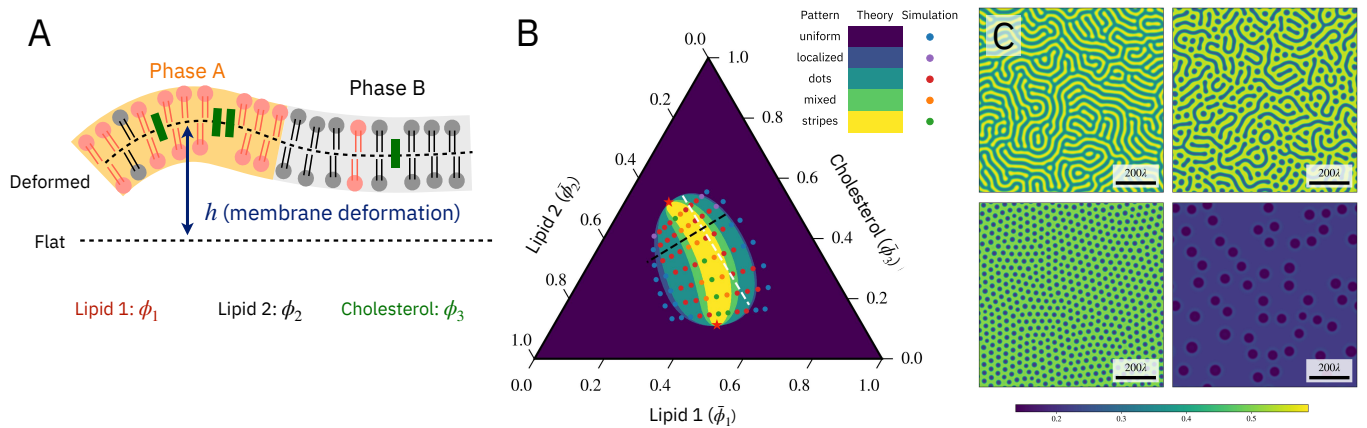 A
Phase A
Phase B
Deformed
h (membrane deformation)
Flat
Lipid 1: ϕ₁
Lipid 2: ϕ₂
Cholesterol: ϕ₃
B
Pattern Theory Simulation
uniform
localized
dots
mixed
stripes
0.0
0.2
0.4
0.6
0.8
1.0
Lipid 2 (ϕ̄₂)
1.0
0.8
0.6
0.4
0.2
0.0
Cholesterol (ϕ̄₃)
0.0 0.2 0.4 0.6 0.8 1.0
Lipid 1 (ϕ̄₁)
C
200λ
200λ
200λ
200λ
0.2 0.3 0.4 0.5